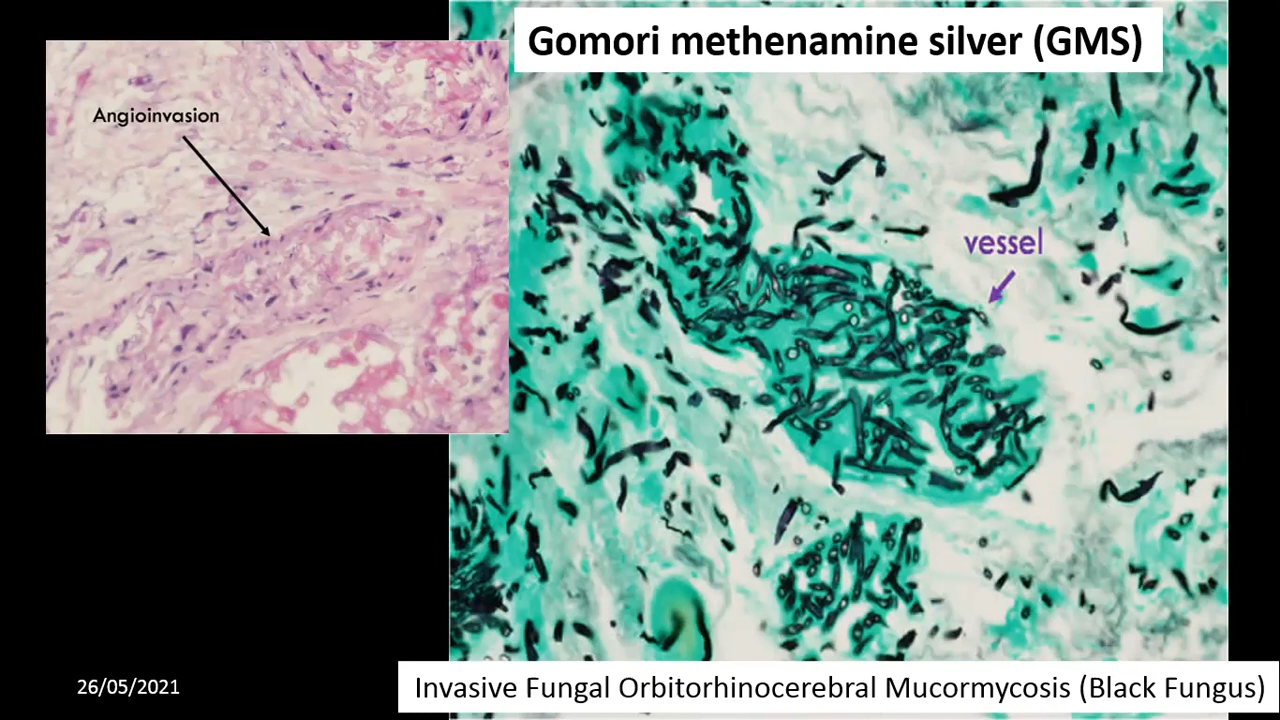 Gomori methenamine silver (GMS)
Angioinvasion
vessel
26/05/2021
Invasive Fungal Orbitorhinocerebral Mucormycosis (Black Fungus)